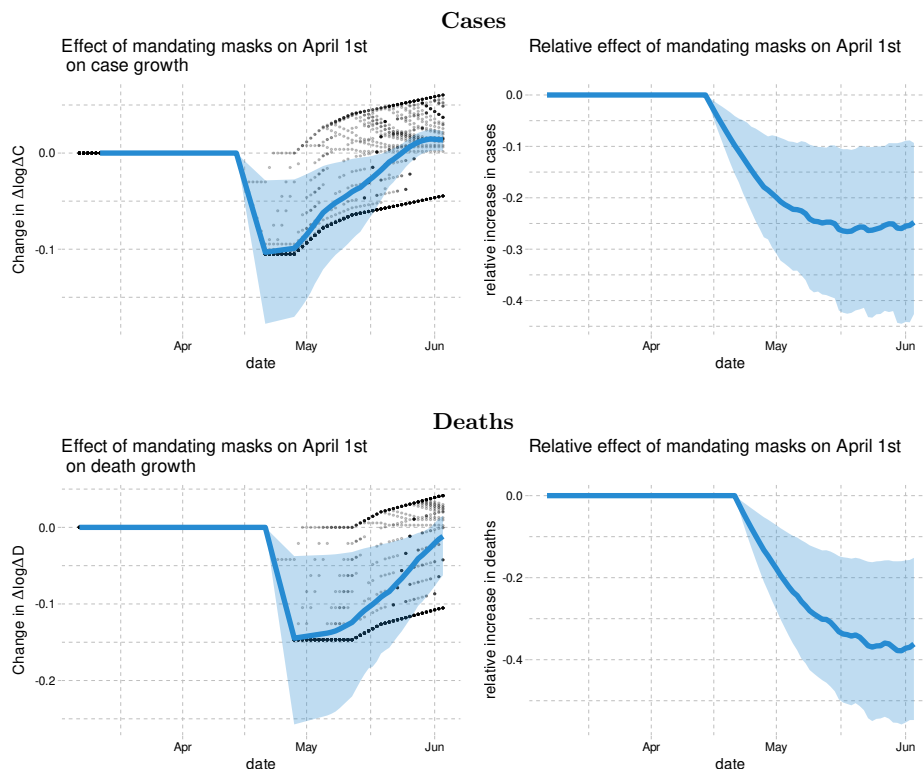 Cases
Effect of mandating masks on April 1st
on case growth
Relative effect of mandating masks on April 1st
Change in ΔlogΔC
0.0
-0.1
Apr
May
Jun
date
relative increase in cases
0.0
-0.1
-0.2
-0.3
-0.4
Apr
May
Jun
date
Deaths
Effect of mandating masks on April 1st
on death growth
Relative effect of mandating masks on April 1st
Change in ΔlogΔD
0.0
-0.1
-0.2
Apr
May
Jun
date
relative increase in deaths
0.0
-0.2
-0.4
Apr
May
Jun
date